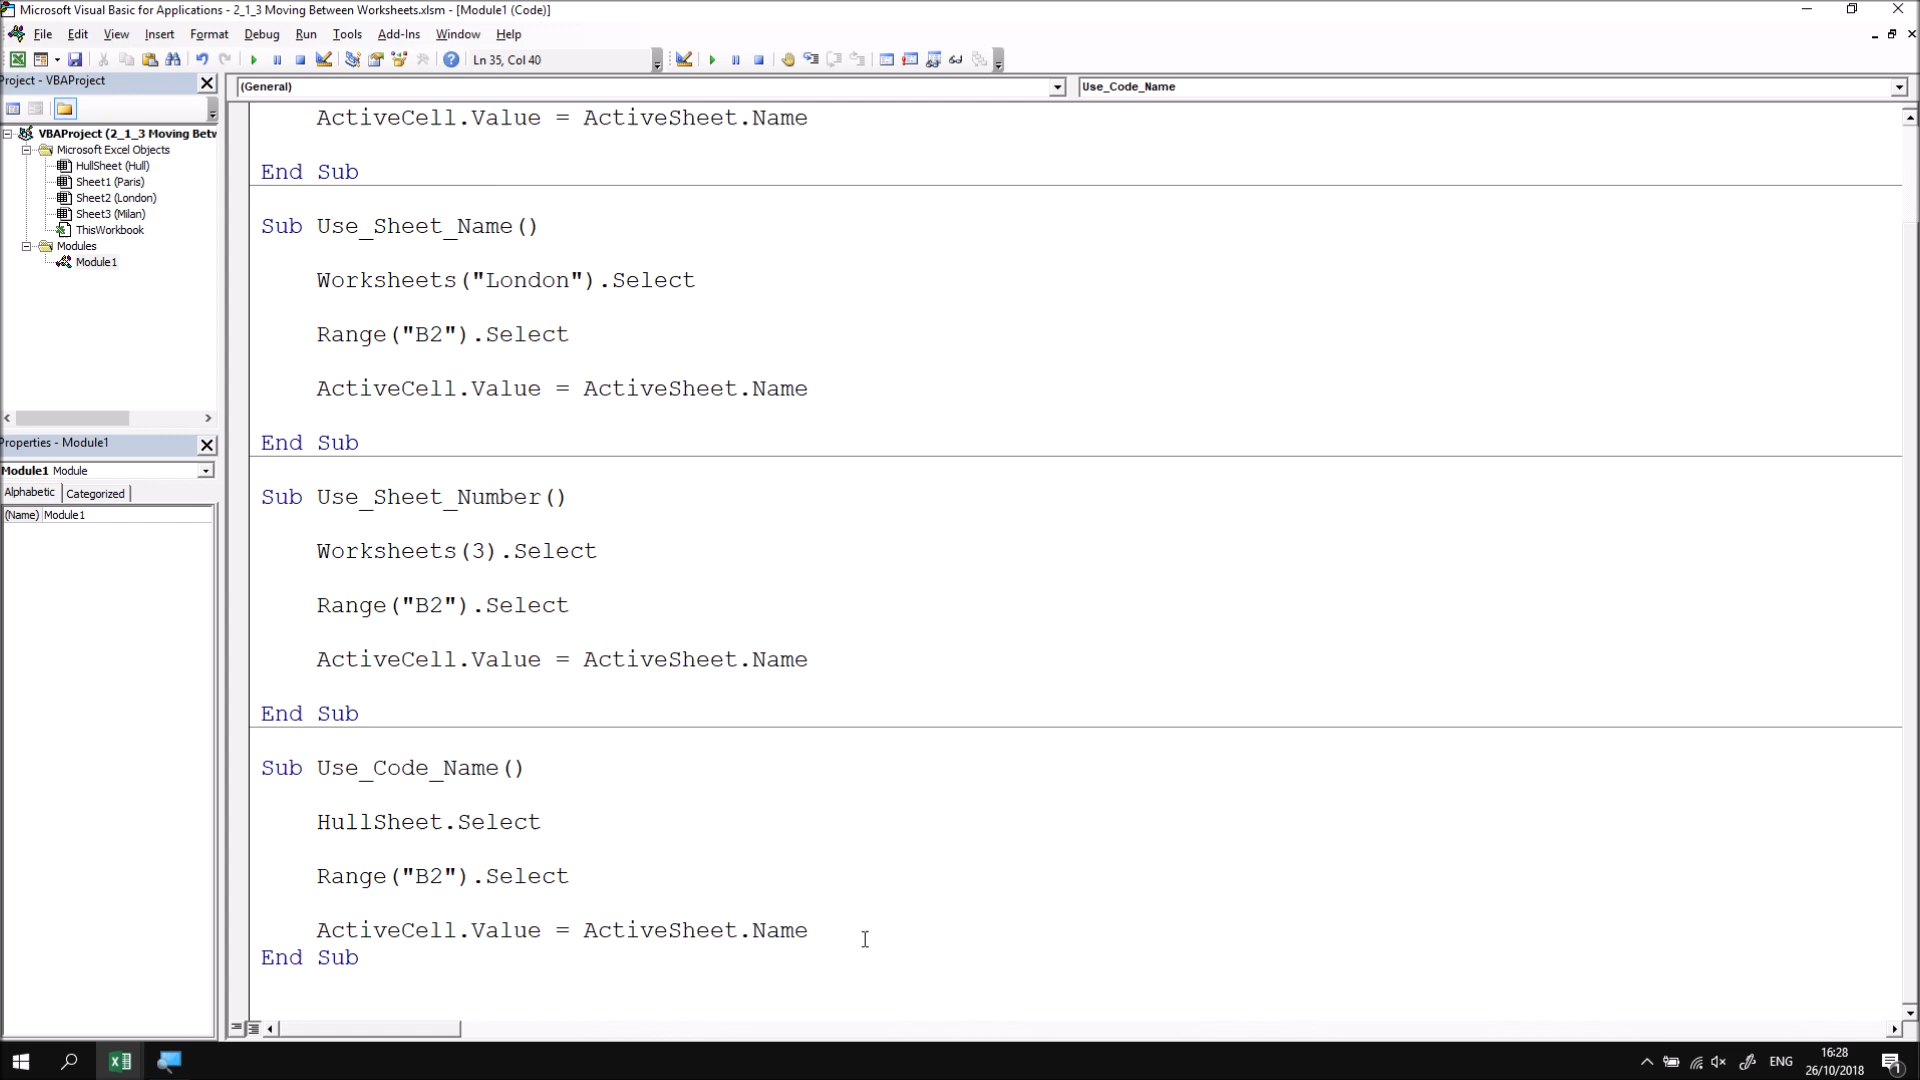 Microsoft Visual Basic for Applications - 2_1_3 Moving Between Worksheets.xlsm - [Module1 (Code)]
File Edit View Insert Format Debug Run Tools Add-Ins Window Help
Ln 35, Col 40
Project - VBAProject
(General)
Use_Code_Name
VBAProject (2_1_3 Moving Betw
Microsoft Excel Objects
HullSheet (Hull)
Sheet1 (Paris)
Sheet2 (London)
Sheet3 (Milan)
ThisWorkbook
Modules
Module1
Properties - Module1
Module1 Module
Alphabetic Categorized
(Name) Module1
ActiveCell.Value = ActiveSheet.Name
End Sub
Sub Use_Sheet_Name()
Worksheets("London").Select
Range("B2").Select
ActiveCell.Value = ActiveSheet.Name
End Sub
Sub Use_Sheet_Number()
Worksheets(3).Select
Range("B2").Select
ActiveCell.Value = ActiveSheet.Name
End Sub
Sub Use_Code_Name()
HullSheet.Select
Range("B2").Select
ActiveCell.Value = ActiveSheet.Name
End Sub
ENG
16:28
26/10/2018
1